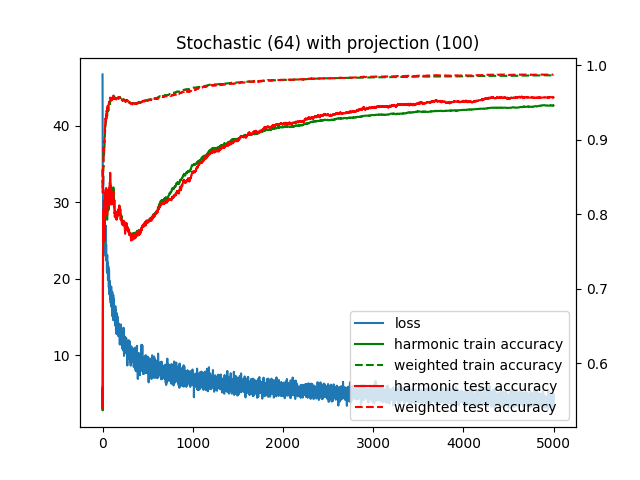 Stochastic (64) with projection (100)
40
30
20
10
1.0
0.9
0.8
0.7
0.6
loss
harmonic train accuracy
weighted train accuracy
harmonic test accuracy
weighted test accuracy
0 1000 2000 3000 4000 5000